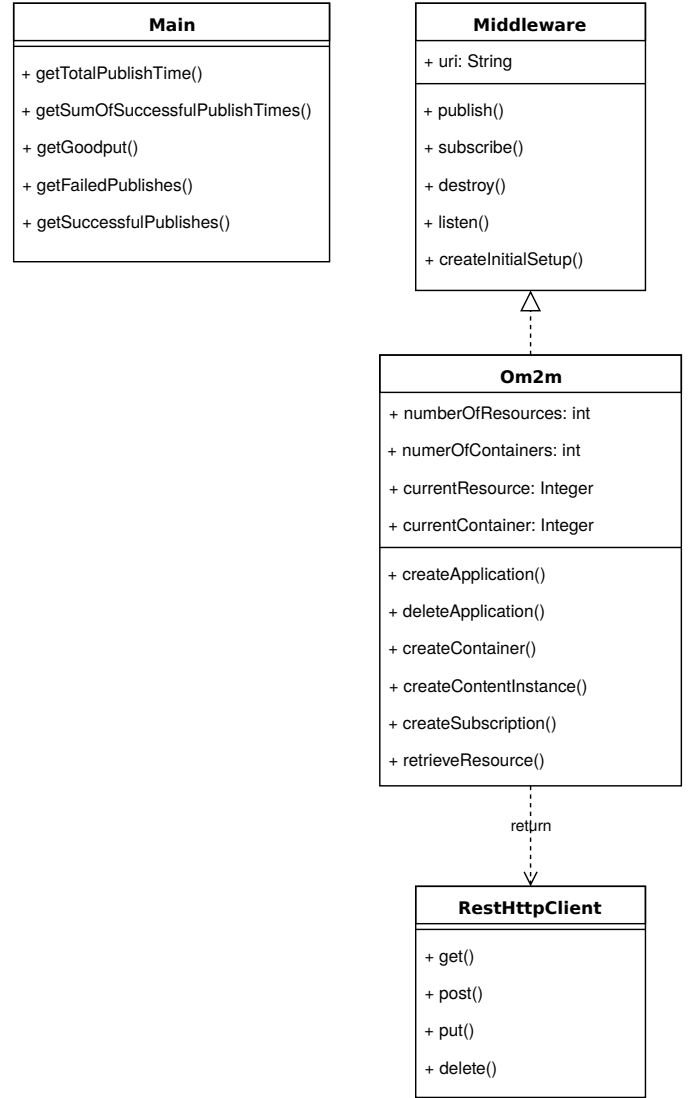 Main
+ getTotalPublishTime()
+ getSumOfSuccessfulPublishTimes()
+ getGoodput()
+ getFailedPublishes()
+ getSuccessfulPublishes()
Middleware
+ uri: String
+ publish()
+ subscribe()
+ destroy()
+ listen()
+ createInitialSetup()
Om2m
+ numberOfResources: int
+ numerOfContainers: int
+ currentResource: Integer
+ currentContainer: Integer
+ createApplication()
+ deleteApplication()
+ createContainer()
+ createContentInstance()
+ createSubscription()
+ retrieveResource()
return
RestHttpClient
+ get()
+ post()
+ put()
+ delete()